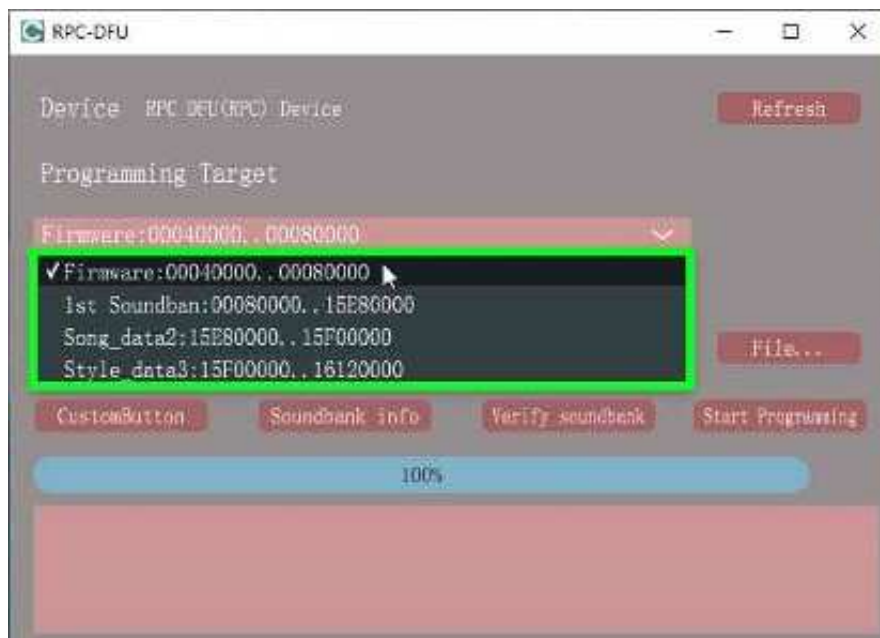 RPC-DFU
Device RPC DFU(RPC) Device
Refresh
Programming Target
Firmware:00040000..00080000
✓Firmware:00040000..00080000
1st Soundban:00080000..15E80000
Song_data2:15E80000..15F00000
Style_data3:15F00000..16120000
File...
CustomButton Soundbank info Verify soundbank Start Programming
100%